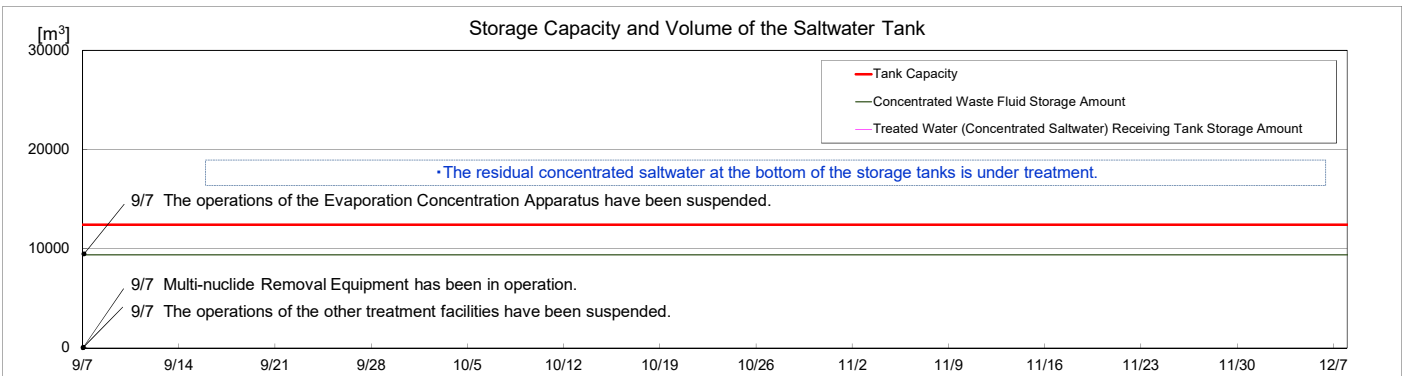 Storage Capacity and Volume of the Saltwater Tank
[m³]
30000
Tank Capacity
Concentrated Waste Fluid Storage Amount
Treated Water (Concentrated Saltwater) Receiving Tank Storage Amount
20000
・The residual concentrated saltwater at the bottom of the storage tanks is under treatment.
9/7 The operations of the Evaporation Concentration Apparatus have been suspended.
10000
9/7 Multi-nuclide Removal Equipment has been in operation.
9/7 The operations of the other treatment facilities have been suspended.
0
9/7 9/14 9/21 9/28 10/5 10/12 10/19 10/26 11/2 11/9 11/16 11/23 11/30 12/7